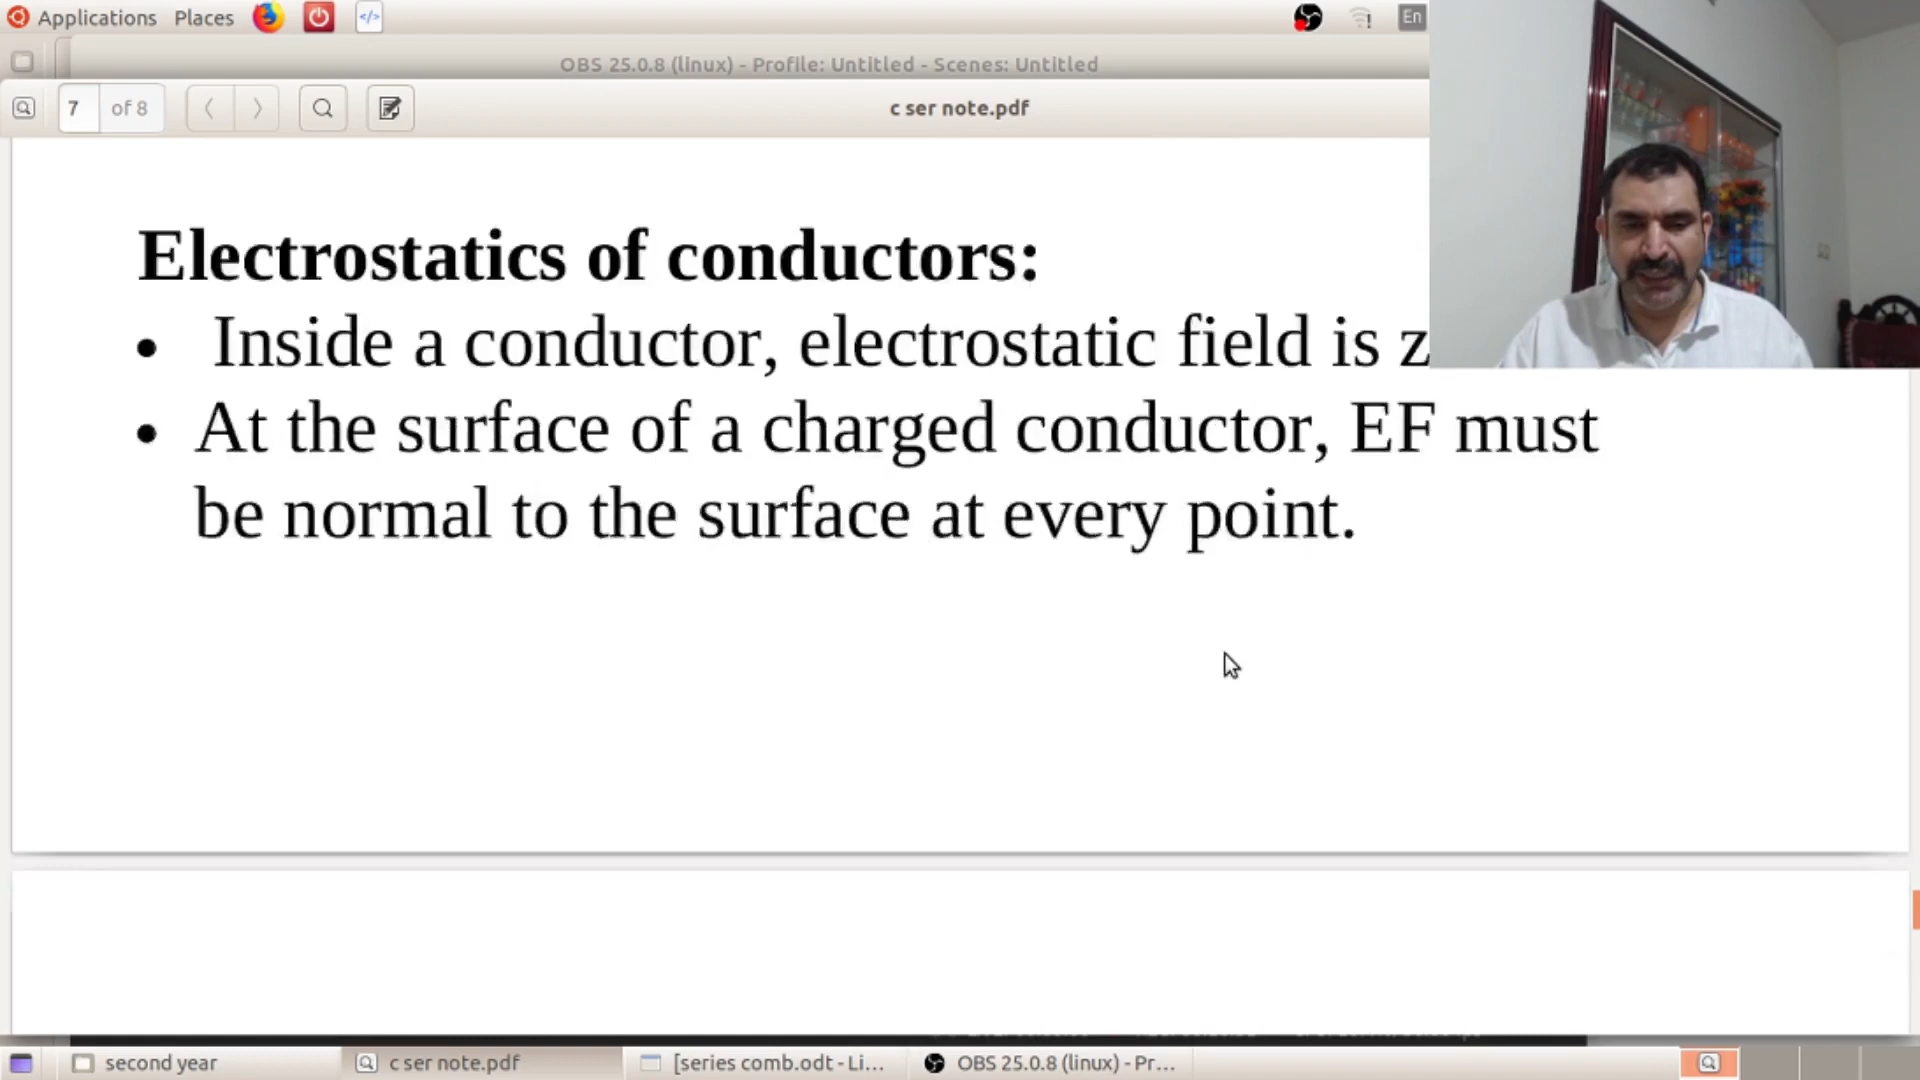 Applications Places En
OBS 25.0.8 (linux) - Profile: Untitled - Scenes: Untitled
7 of 8 c ser note.pdf
Electrostatics of conductors:
• Inside a conductor, electrostatic field is z
• At the surface of a charged conductor, EF must
be normal to the surface at every point.
second year c ser note.pdf [series comb.odt - Li... OBS 25.0.8 (linux) - Pr...